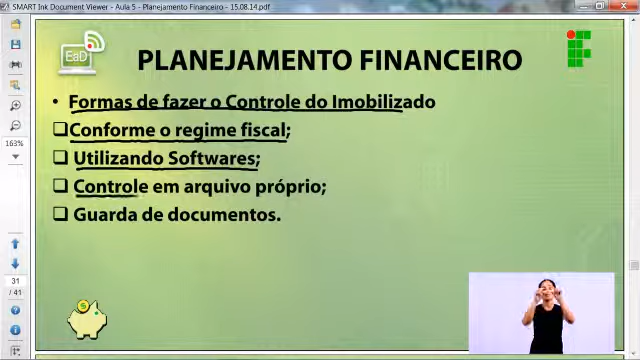 SMART Ink Document Viewer - Aula 5 - Planejamento Financeiro - 15.08.14.pdf
EaD
PLANEJAMENTO FINANCEIRO
• Formas de fazer o Controle do Imobilizado
❑Conforme o regime fiscal;
❑ Utilizando Softwares;
❑ Controle em arquivo próprio;
❑ Guarda de documentos.
163%
31
/ 41